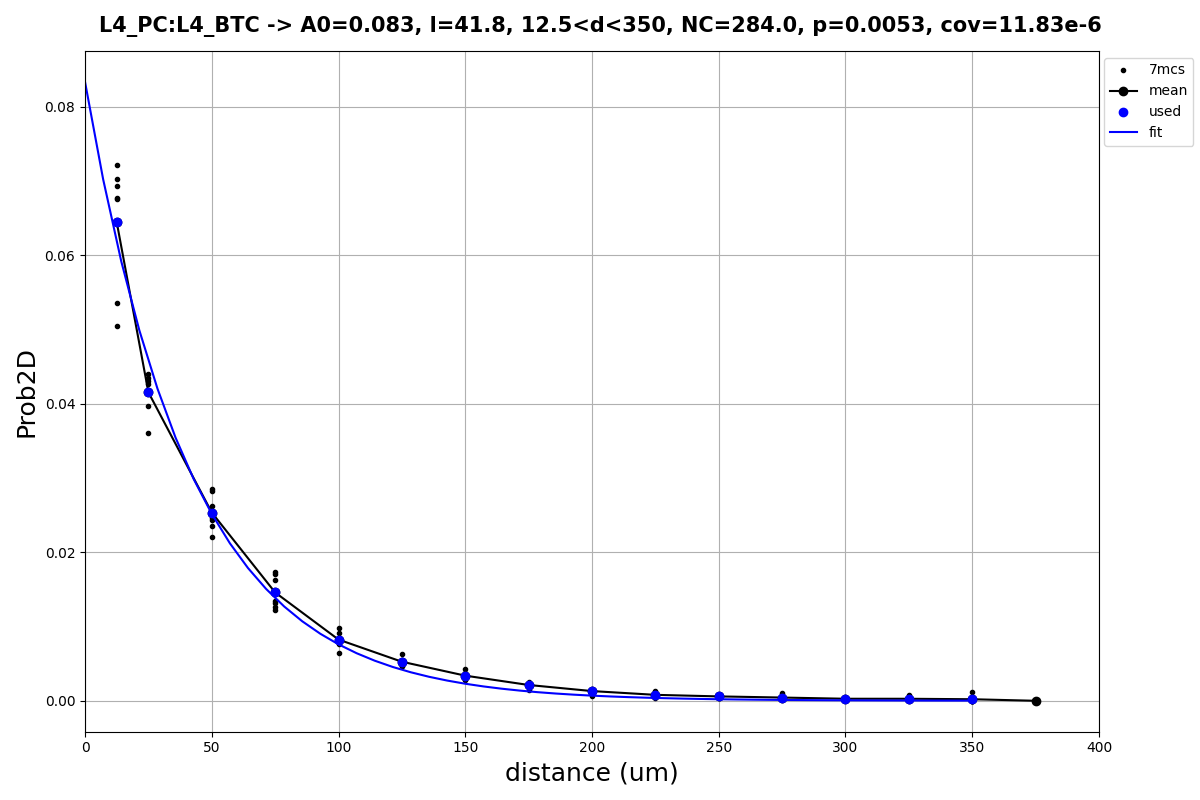 L4_PC:L4_BTC -> A0=0.083, l=41.8, 12.5<d<350, NC=284.0, p=0.0053, cov=11.83e-6
7mcs
mean
used
fit
Prob2D
0.08
0.06
0.04
0.02
0.00
0 50 100 150 200 250 300 350 400
distance (um)